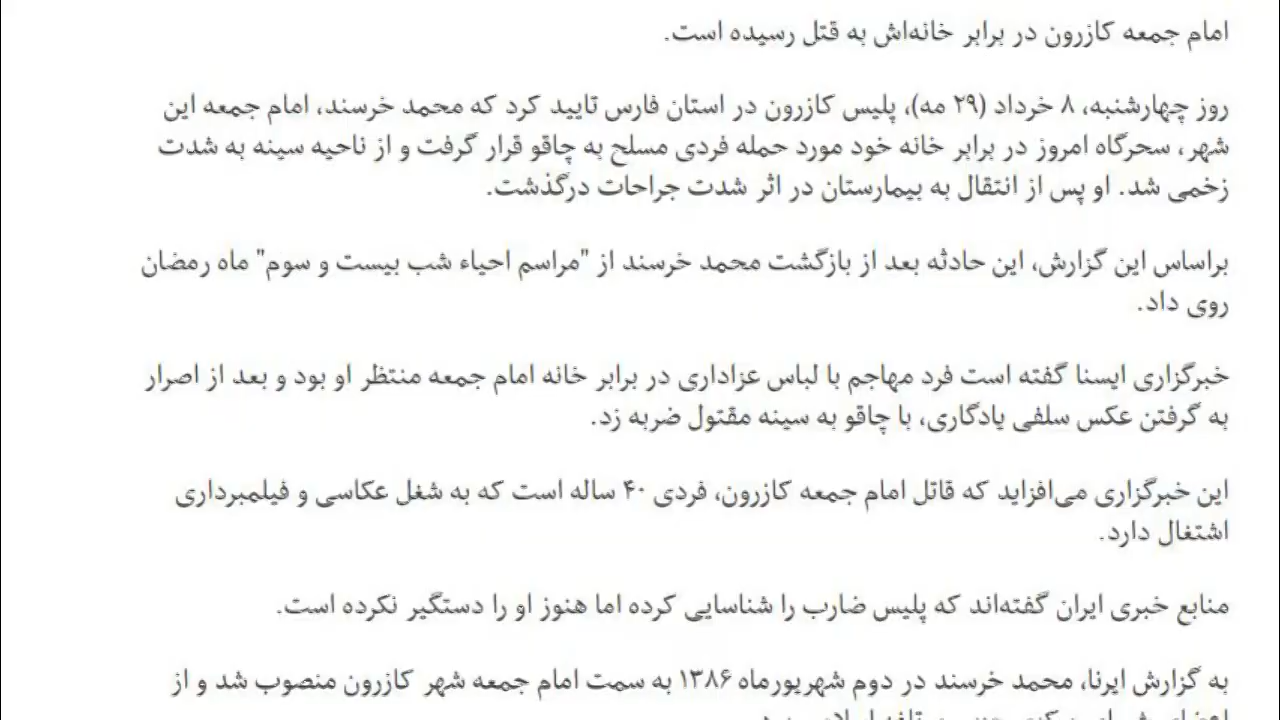 امام جمعه کازرون در برابر خانه‌اش به قتل رسیده است.
روز چهارشنبه، ۸ خرداد (۲۹ مه)، پلیس کازرون در استان فارس تایید کرد که محمد خرسند، امام جمعه این
شهر، سحرگاه امروز در برابر خانه خود مورد حمله فردی مسلح به چاقو قرار گرفت و از ناحیه سینه به شدت
زخمی شد. او پس از انتقال به بیمارستان در اثر شدت جراحات درگذشت.
براساس این گزارش، این حادثه بعد از بازگشت محمد خرسند از "مراسم احیاء شب بیست و سوم" ماه رمضان
روی داد.
خبرگزاری ایسنا گفته است فرد مهاجم با لباس عزاداری در برابر خانه امام جمعه منتظر او بود و بعد از اصرار
به گرفتن عکس سلفی یادگاری، با چاقو به سینه مقتول ضربه زد.
این خبرگزاری می‌افزاید که قاتل امام جمعه کازرون، فردی ۴۰ ساله است که به شغل عکاسی و فیلمبرداری
اشتغال دارد.
منابع خبری ایران گفته‌اند که پلیس ضارب را شناسایی کرده اما هنوز او را دستگیر نکرده است.
به گزارش ایرنا، محمد خرسند در دوم شهریورماه ۱۳۸۶ به سمت امام جمعه شهر کازرون منصوب شد و از